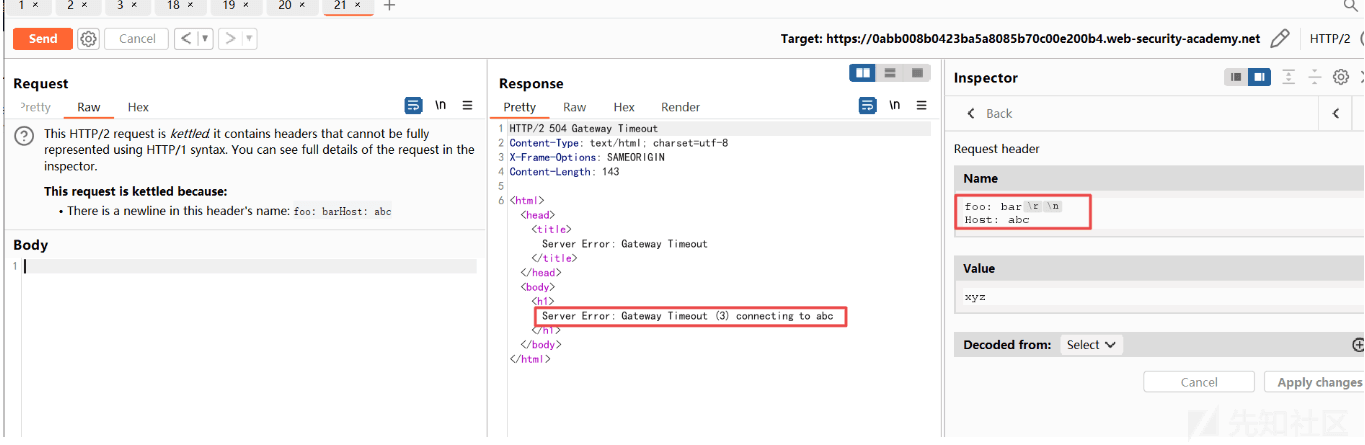 1 × 2 × 3 × 18 × 19 × 20 × 21 × +
Send Cancel < > Target: https://0abb008b0423ba5a8085b70c00e200b4.web-security-academy.net HTTP/2
Request
Pretty Raw Hex \n
This HTTP/2 request is kettled: it contains headers that cannot be fully
represented using HTTP/1 syntax. You can see full details of the request in the
inspector.
This request is kettled because:
• There is a newline in this header's name: foo: barHost: abc
Body
1
Response
Pretty Raw Hex Render \n
1 HTTP/2 504 Gateway Timeout
2 Content-Type: text/html; charset=utf-8
3 X-Frame-Options: SAMEORIGIN
4 Content-Length: 143
5
6 <html>
<head>
<title>
Server Error: Gateway Timeout
</title>
</head>
<body>
<h1>
Server Error: Gateway Timeout (3) connecting to abc
</h1>
</body>
</html>
Inspector
< Back
Request header
Name
foo: bar\r\n
Host: abc
Value
xyz
Decoded from: Select
Cancel Apply changes
先知社区